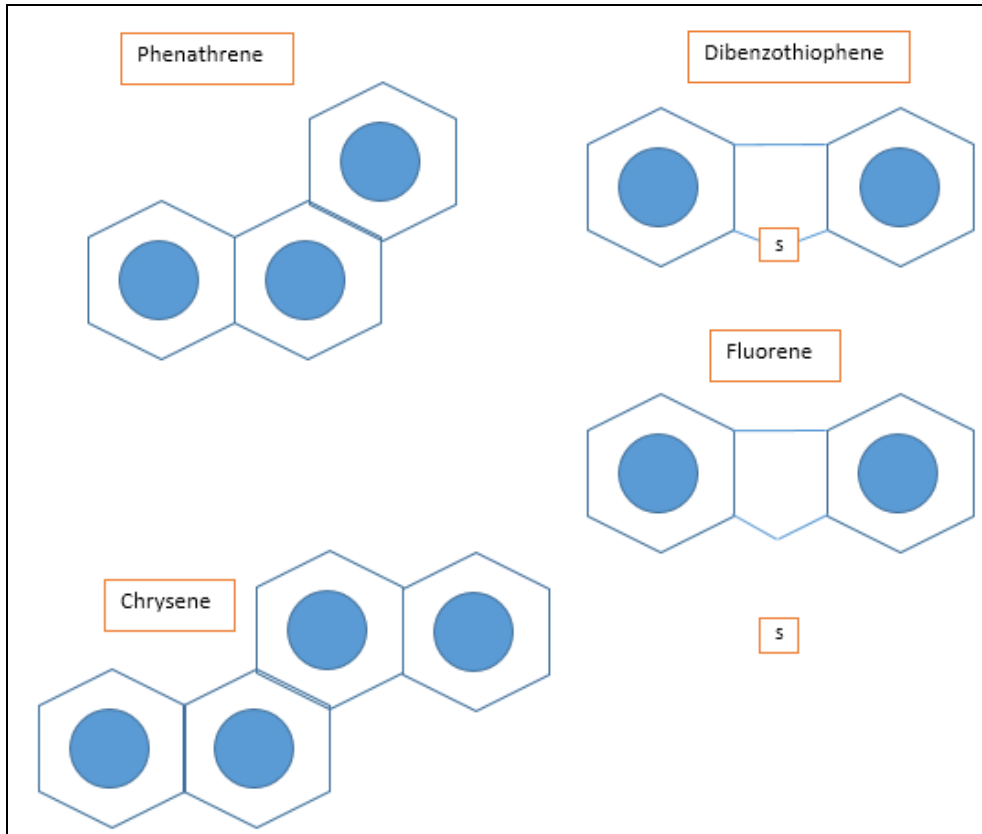 Phenathrene
Dibenzothiophene
s
Fluorene
Chrysene
s